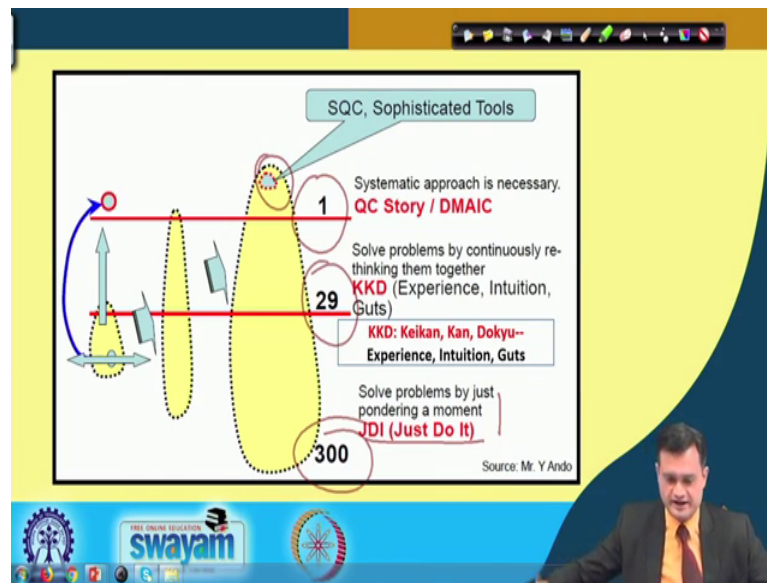 SQC, Sophisticated Tools
1
Systematic approach is necessary.
QC Story / DMAIC
Solve problems by continuously re-
thinking them together
29
KKD (Experience, Intuition,
Guts)
KKD: Keikan, Kan, Dokyu--
Experience, Intuition, Guts
Solve problems by just
pondering a moment
JDI (Just Do It)
300
Source: Mr. Y Ando
FREE ONLINE EDUCATION
swayam